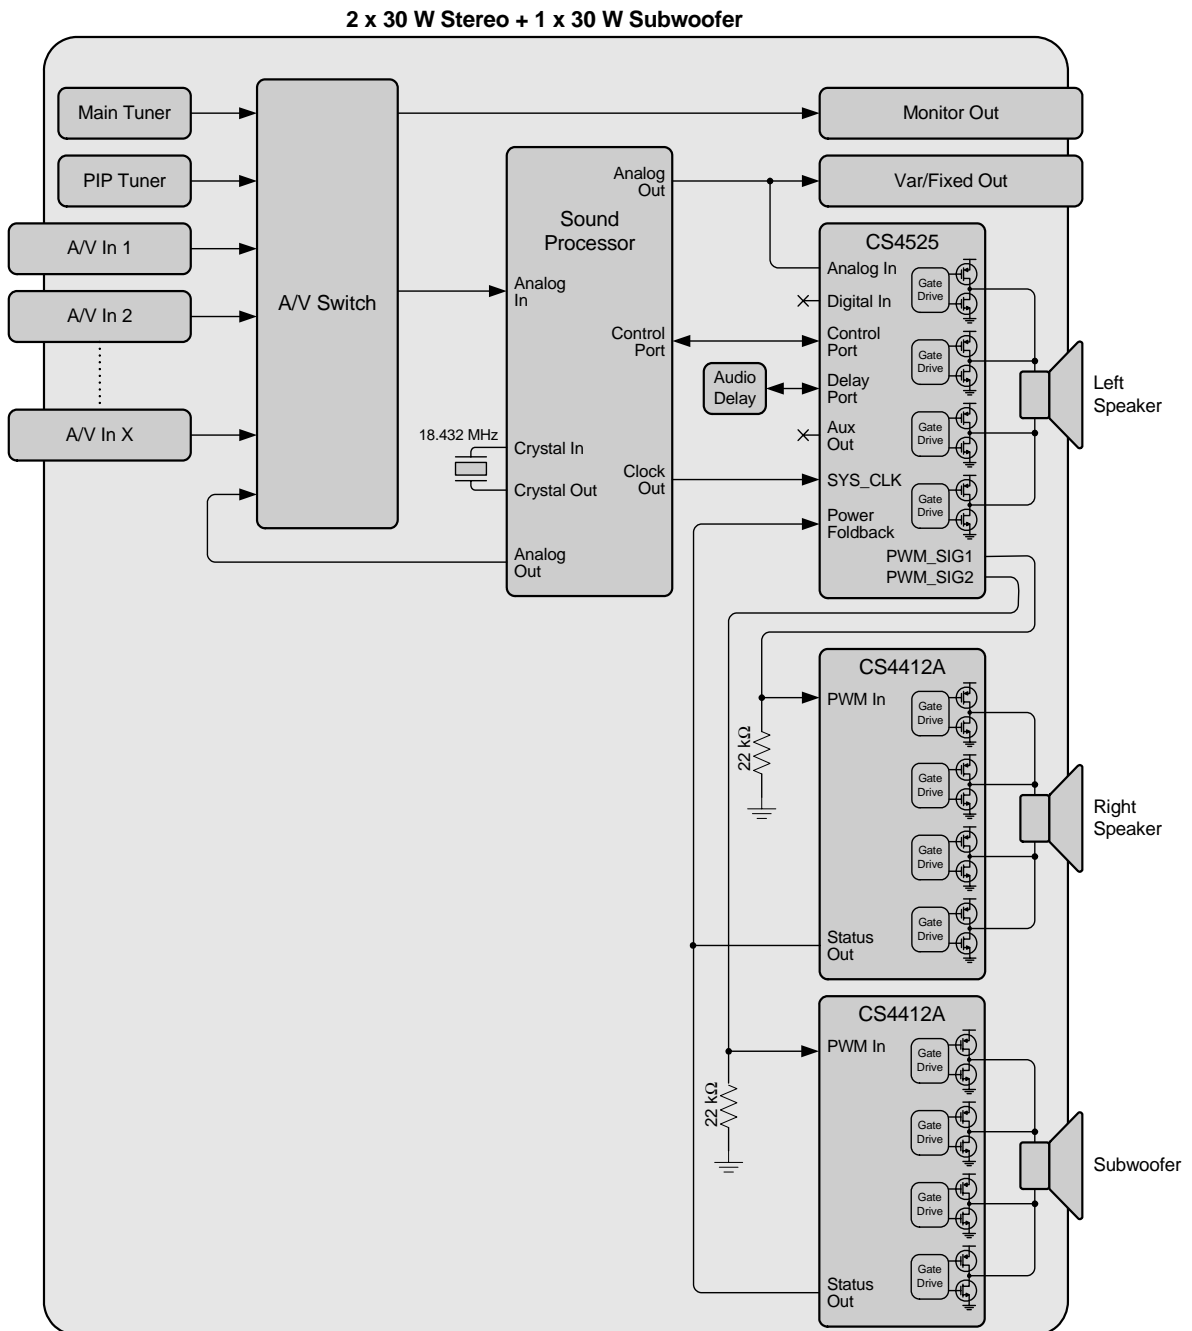 2 x 30 W Stereo + 1 x 30 W Subwoofer
Main Tuner
PIP Tuner
A/V In 1
A/V In 2
A/V In X
A/V Switch
Sound
Processor
Analog
Out
Analog
In
Control
Port
18.432 MHz
Crystal In
Crystal Out
Clock
Out
Analog
Out
Monitor Out
Var/Fixed Out
Audio
Delay
CS4525
Analog In
Digital In
Control
Port
Delay
Port
Aux
Out
SYS_CLK
Power
Foldback
PWM_SIG1
PWM_SIG2
Gate
Drive
Gate
Drive
Gate
Drive
Gate
Drive
Left
Speaker
CS4412A
PWM In
22 kΩ
Status
Out
Gate
Drive
Gate
Drive
Gate
Drive
Gate
Drive
Right
Speaker
CS4412A
PWM In
22 kΩ
Status
Out
Gate
Drive
Gate
Drive
Gate
Drive
Gate
Drive
Subwoofer